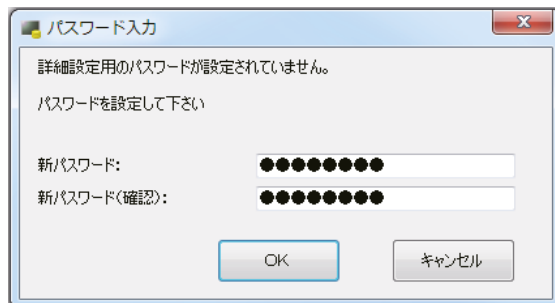 パスワード入力
詳細設定用のパスワードが設定されていません。
パスワードを設定して下さい
新パスワード: ●●●●●●●●
新パスワード(確認): ●●●●●●●●
OK キャンセル